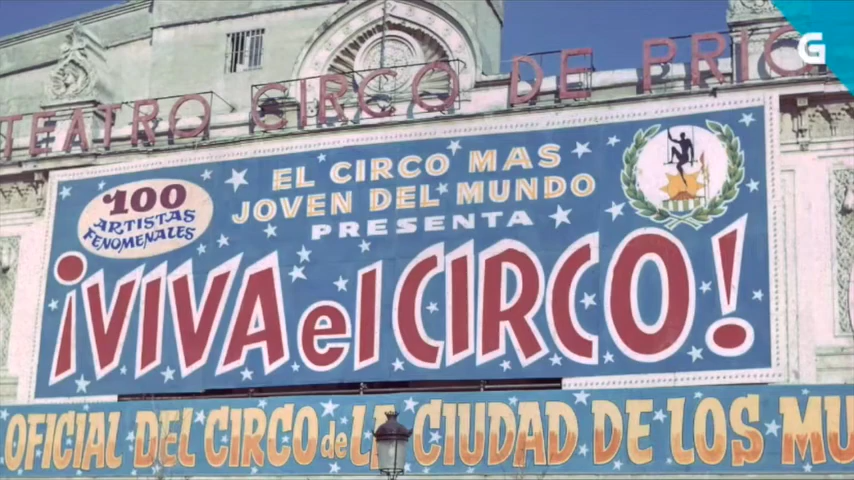 G
TEATRO CIRCO DE PRIC
100
ARTISTAS
FENOMENALES
EL CIRCO MAS
JOVEN DEL MUNDO
PRESENTA
¡VIVA el CIRCO!
OFICIAL DEL CIRCO de LA CIUDAD DE LOS MU